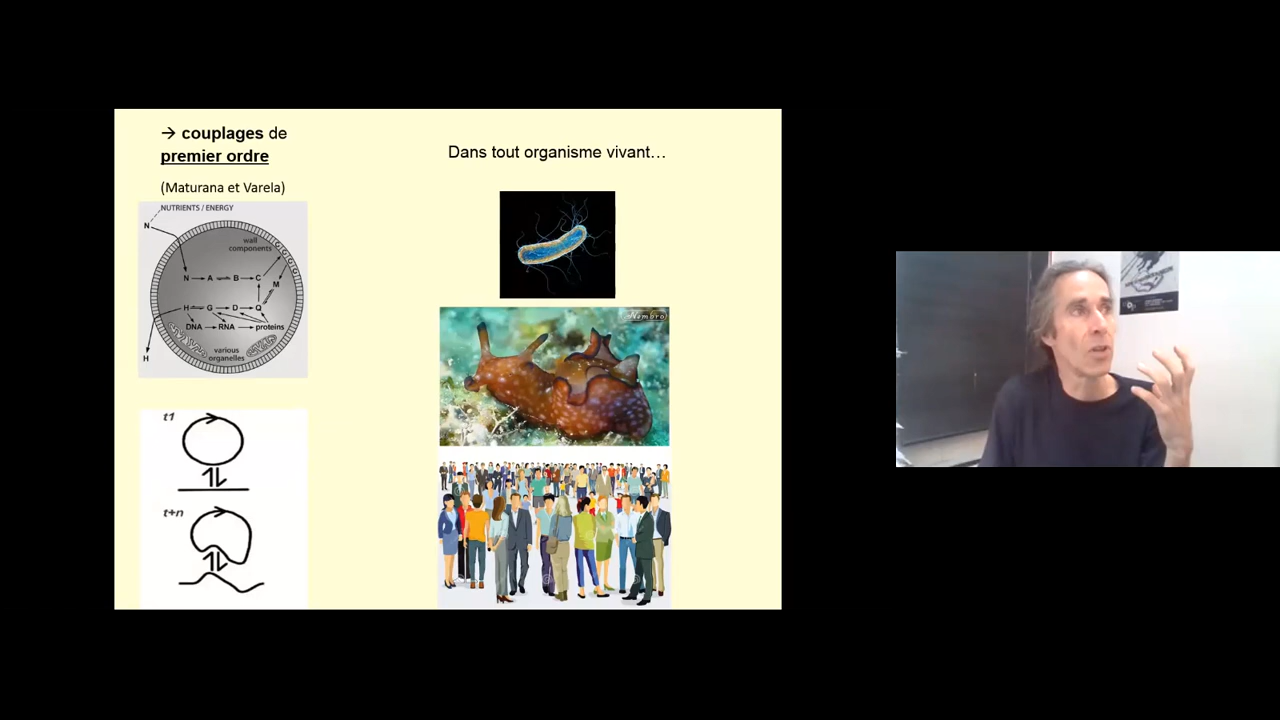 → couplages de
premier ordre
(Maturana et Varela)
NUTRIENTS / ENERGY
N
wall
components
C
C
C
C
N A B C
M
H G D Q
DNA RNA proteins
various
organelles
H
t1
t+n
Dans tout organisme vivant…
Nembro